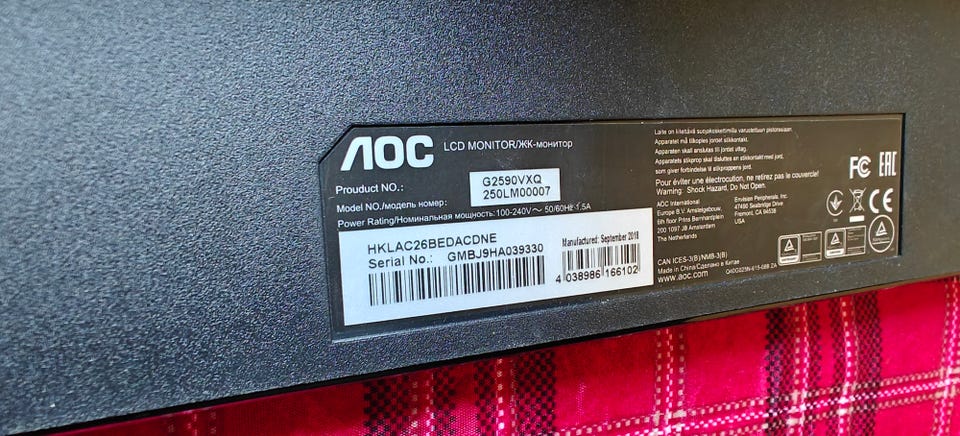 AOC LCD MONITOR/ЖК-монитор
Product NO.: G2590VXQ
Model NO./модель номер: 250LM00007
Power Rating/Номинальная мощность: 100-240V~ 50/60Hz 1.5A
HKLAC26BEDACDNE
Serial No.: GMBJ9HA039330
Manufactured: September 2018
4 038986 166102
Laite on liitettävä suojakoskettimilla varustettuun pistorasiaan.
Apparatet må tilkoples jordet stikkontakt.
Apparaten skall anslutas till jordat uttag.
Apparatets stikprop skal tilsluttes en stikkontakt med jord,
som giver forbindelse til stikproppens jord.
Pour éviter une électrocution, ne retirez pas le couvercle!
Warning: Shock Hazard, Do Not Open.
AOC International
Europe B.V. Amstelgebouw,
6th floor Prins Bernhardplein
200 1097 JB Amsterdam
The Netherlands
Envision Peripherals, Inc.
47490 Seabridge Drive
Fremont, CA 94538
USA
CAN ICES-3(B)/NMB-3(B)
Made in China/Сделано в Китае
www.aoc.com
FC EAC
CE